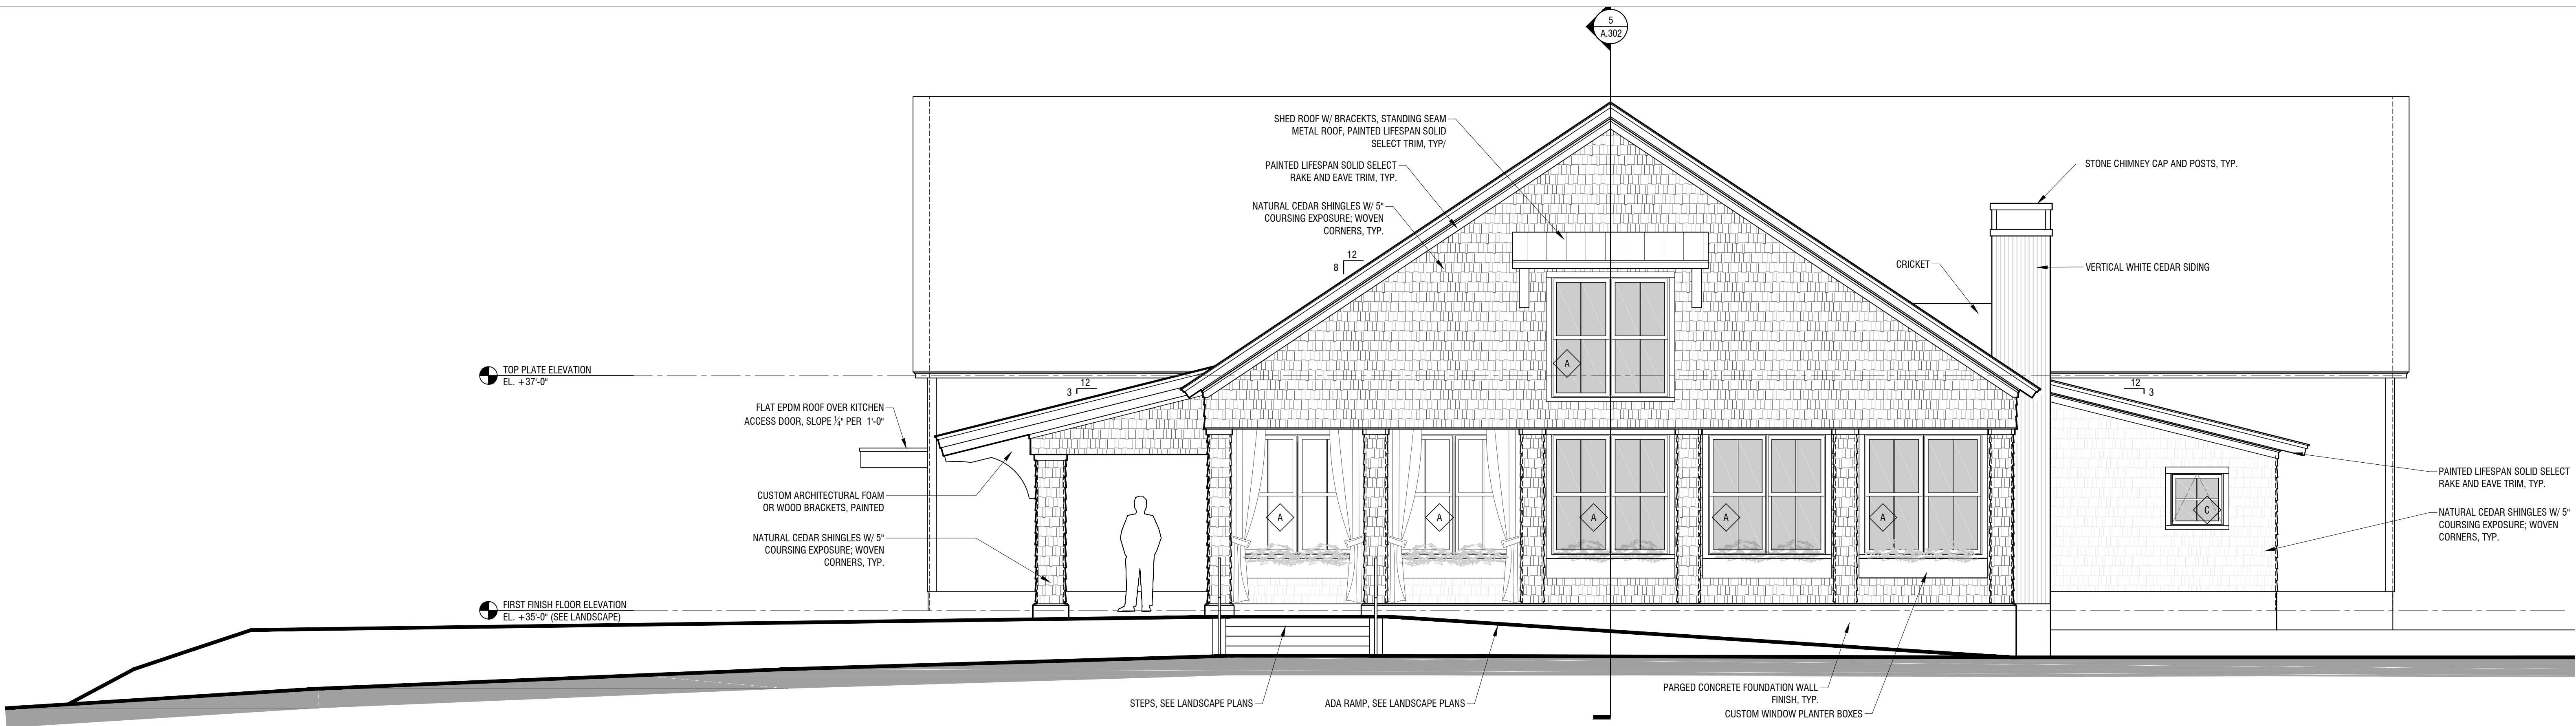 5
A.302
SHED ROOF W/ BRACEKTS, STANDING SEAM
METAL ROOF, PAINTED LIFESPAN SOLID
SELECT TRIM, TYP/
PAINTED LIFESPAN SOLID SELECT
RAKE AND EAVE TRIM, TYP.
NATURAL CEDAR SHINGLES W/ 5"
COURSING EXPOSURE; WOVEN
CORNERS, TYP.
12
8
STONE CHIMNEY CAP AND POSTS, TYP.
CRICKET
VERTICAL WHITE CEDAR SIDING
TOP PLATE ELEVATION
EL. +37'-0"
12
3
12
3
A
FLAT EPDM ROOF OVER KITCHEN
ACCESS DOOR, SLOPE ¼" PER 1'-0"
CUSTOM ARCHITECTURAL FOAM
OR WOOD BRACKETS, PAINTED
NATURAL CEDAR SHINGLES W/ 5"
COURSING EXPOSURE; WOVEN
CORNERS, TYP.
A
A
A
A
A
C
PAINTED LIFESPAN SOLID SELECT
RAKE AND EAVE TRIM, TYP.
NATURAL CEDAR SHINGLES W/ 5"
COURSING EXPOSURE; WOVEN
CORNERS, TYP.
FIRST FINISH FLOOR ELEVATION
EL. +35'-0" (SEE LANDSCAPE)
STEPS, SEE LANDSCAPE PLANS
ADA RAMP, SEE LANDSCAPE PLANS
PARGED CONCRETE FOUNDATION WALL
FINISH, TYP.
CUSTOM WINDOW PLANTER BOXES